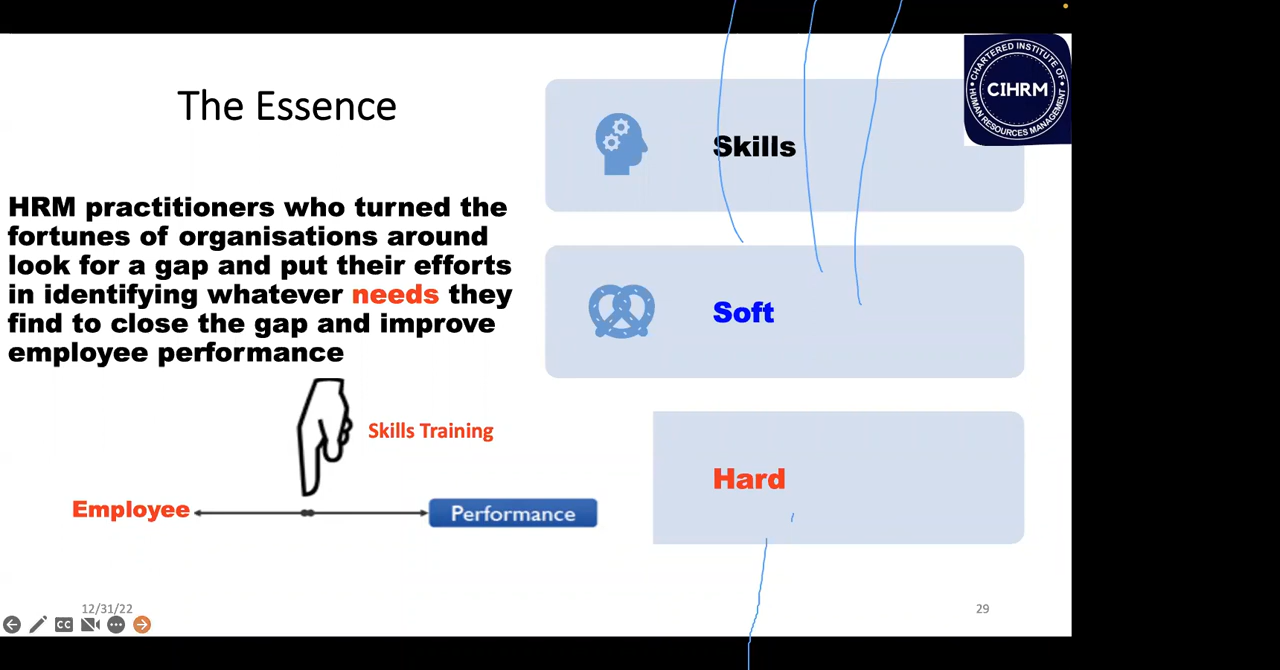 The Essence
HRM practitioners who turned the
fortunes of organisations around
look for a gap and put their efforts
in identifying whatever needs they
find to close the gap and improve
employee performance
Skills Training
Employee
Performance
Skills
Soft
Hard
CHARTERED INSTITUTE OF
CIHRM
HUMAN RESOURCES MANAGEMENT
12/31/22
29
CC